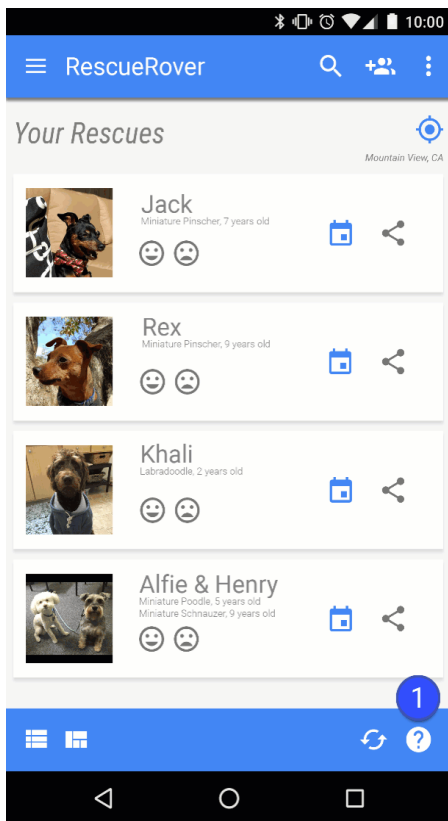 10:00
RescueRover
Your Rescues
Mountain View, CA
Jack
Miniature Pinscher, 7 years old
Rex
Miniature Pinscher, 9 years old
Khali
Labradoodle, 2 years old
Alfie & Henry
Miniature Poodle, 5 years old
Miniature Schnauzer, 9 years old
1
?